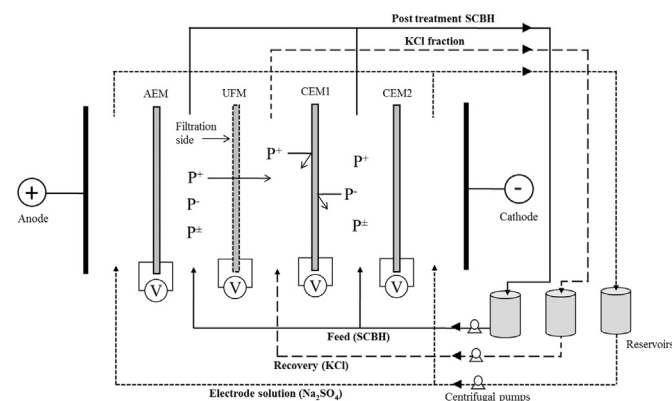 Post treatment SCBH
KCl fraction
AEM
UFM
CEM1
CEM2
Filtration
side
P⁺
P⁺
P⁺
P⁻
P⁻
P±
P±
+
Anode
-
Cathode
V
V
V
V
Feed (SCBH)
Reservoirs
Recovery (KCl)
Electrode solution (Na₂SO₄)
Centrifugal pumps